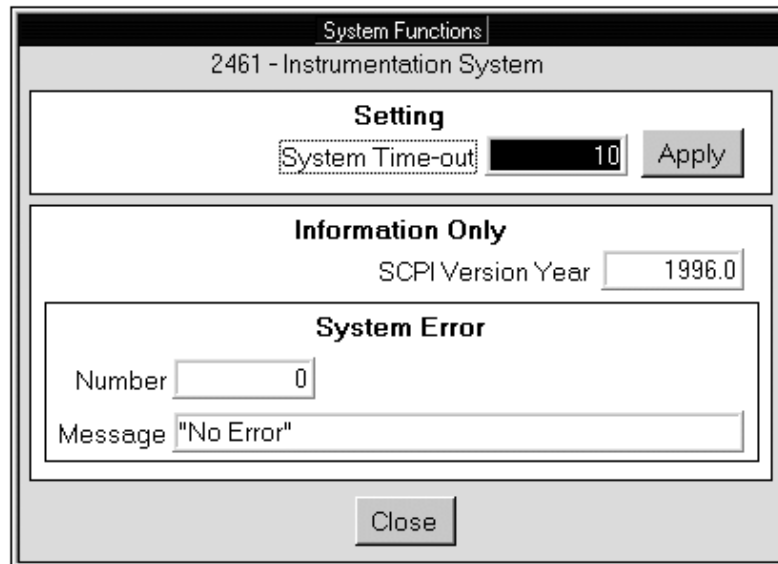 System Functions
2461 - Instrumentation System
Setting
System Time-out 10 Apply
Information Only
SCPI Version Year 1996.0
System Error
Number 0
Message "No Error"
Close